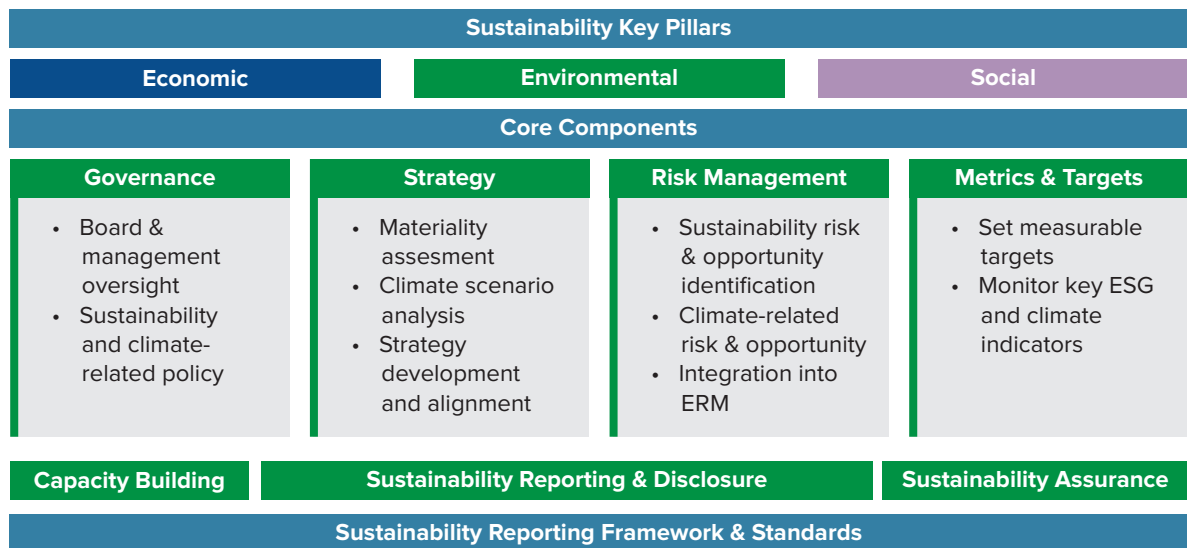 Sustainability Key Pillars
Economic
Environmental
Social
Core Components
Governance
• Board &
management
oversight
• Sustainability
and climate-
related policy
Strategy
• Materiality
assesment
• Climate scenario
analysis
• Strategy
development
and alignment
Risk Management
• Sustainability risk
& opportunity
identification
• Climate-related
risk & opportunity
• Integration into
ERM
Metrics & Targets
• Set measurable
targets
• Monitor key ESG
and climate
indicators
Capacity Building
Sustainability Reporting & Disclosure
Sustainability Assurance
Sustainability Reporting Framework & Standards